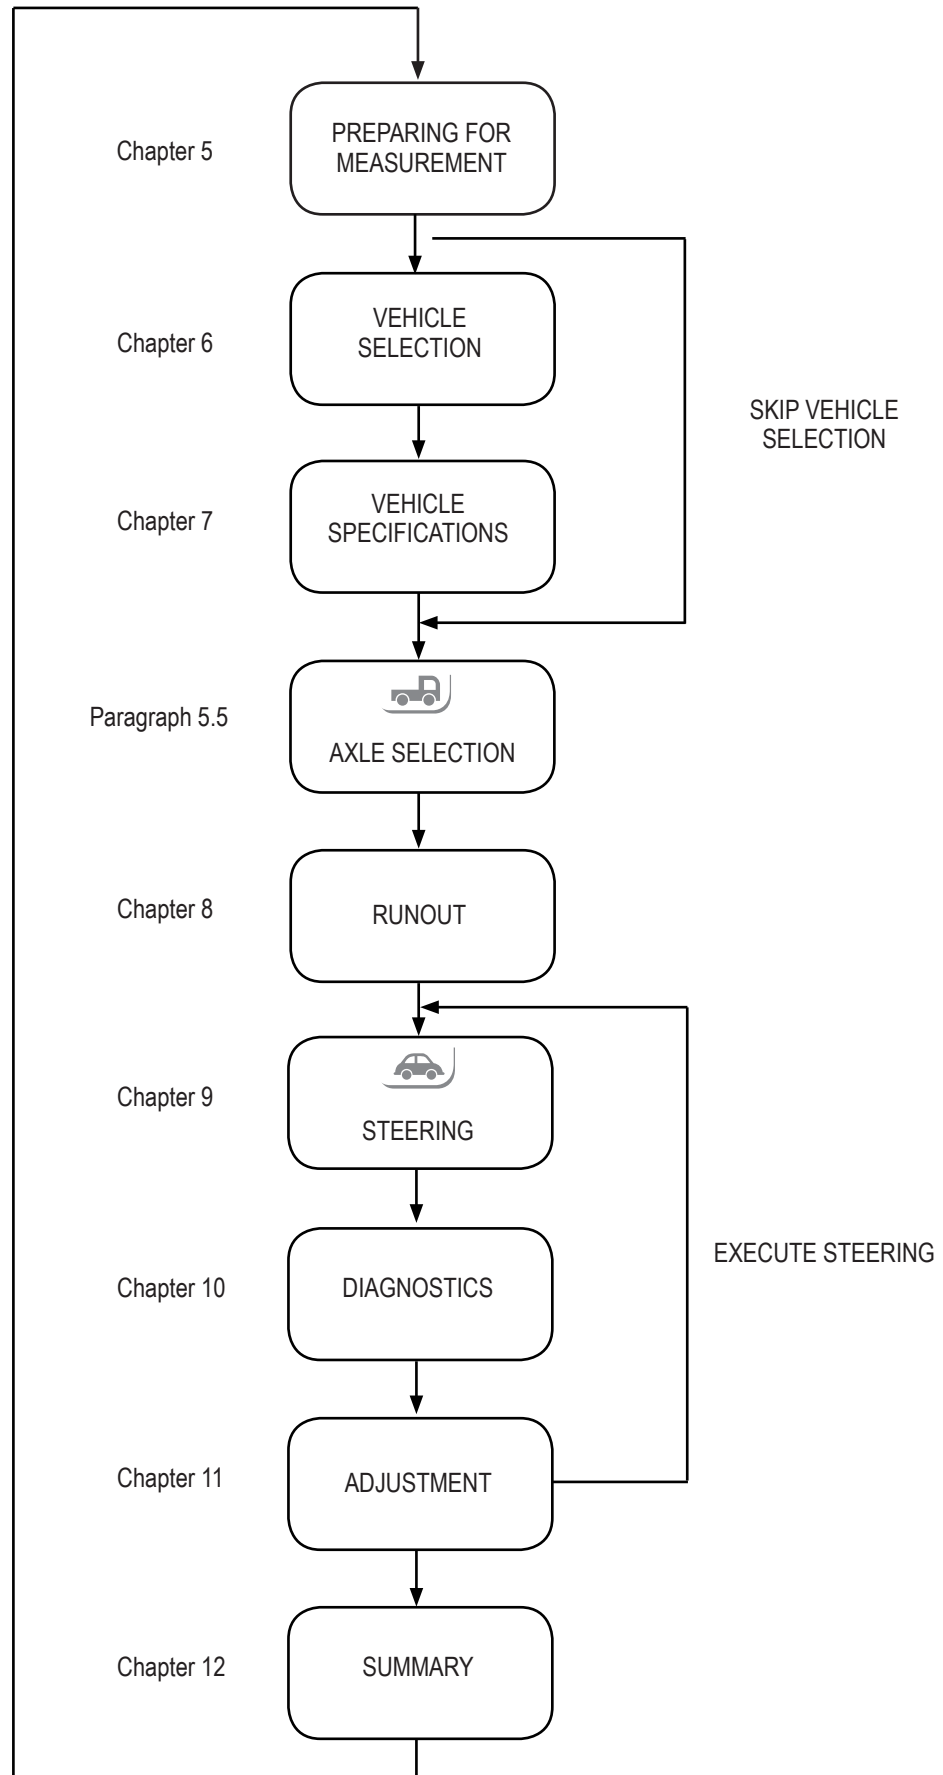 Chapter 5
PREPARING FOR
MEASUREMENT
Chapter 6
VEHICLE
SELECTION
SKIP VEHICLE
SELECTION
Chapter 7
VEHICLE
SPECIFICATIONS
Paragraph 5.5
AXLE SELECTION
Chapter 8
RUNOUT
Chapter 9
STEERING
EXECUTE STEERING
Chapter 10
DIAGNOSTICS
Chapter 11
ADJUSTMENT
Chapter 12
SUMMARY